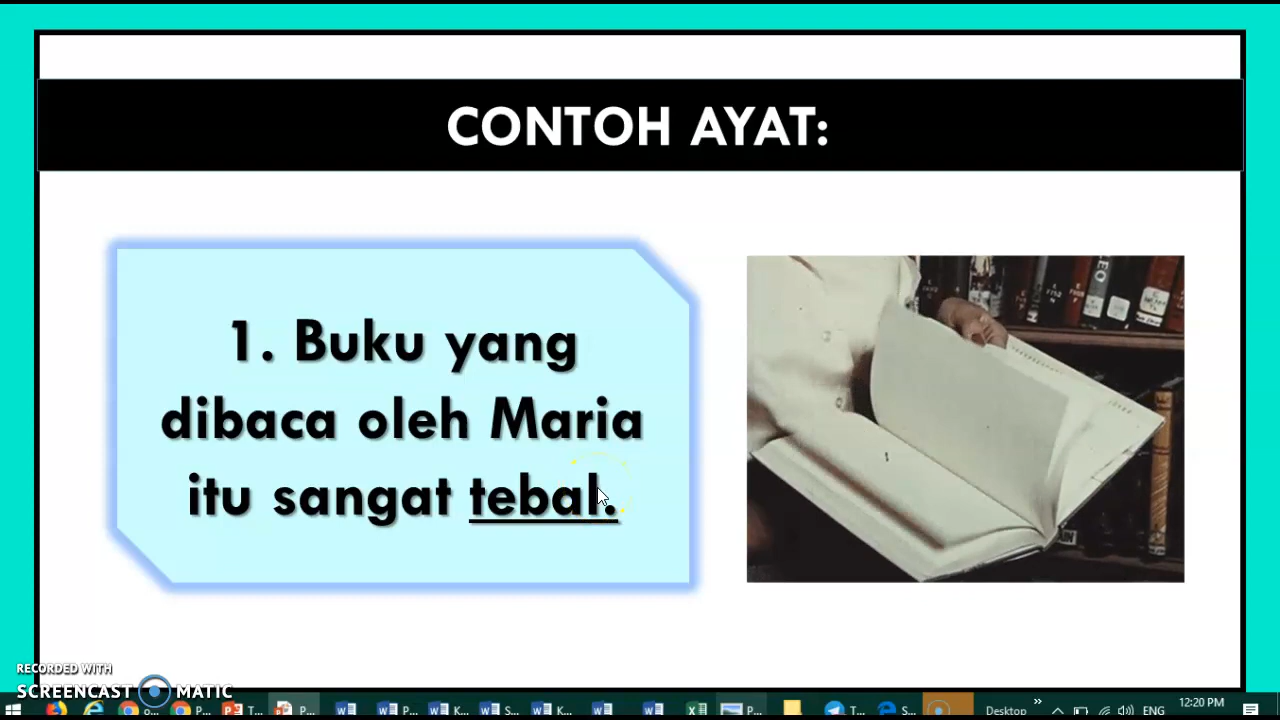 CONTOH AYAT:
1. Buku yang
dibaca oleh Maria
itu sangat tebal.
RECORDED WITH
SCREENCAST MATIC
o... P... T... P... P... K... S... K... P... T... S... Desktop » ENG 12:20 PM